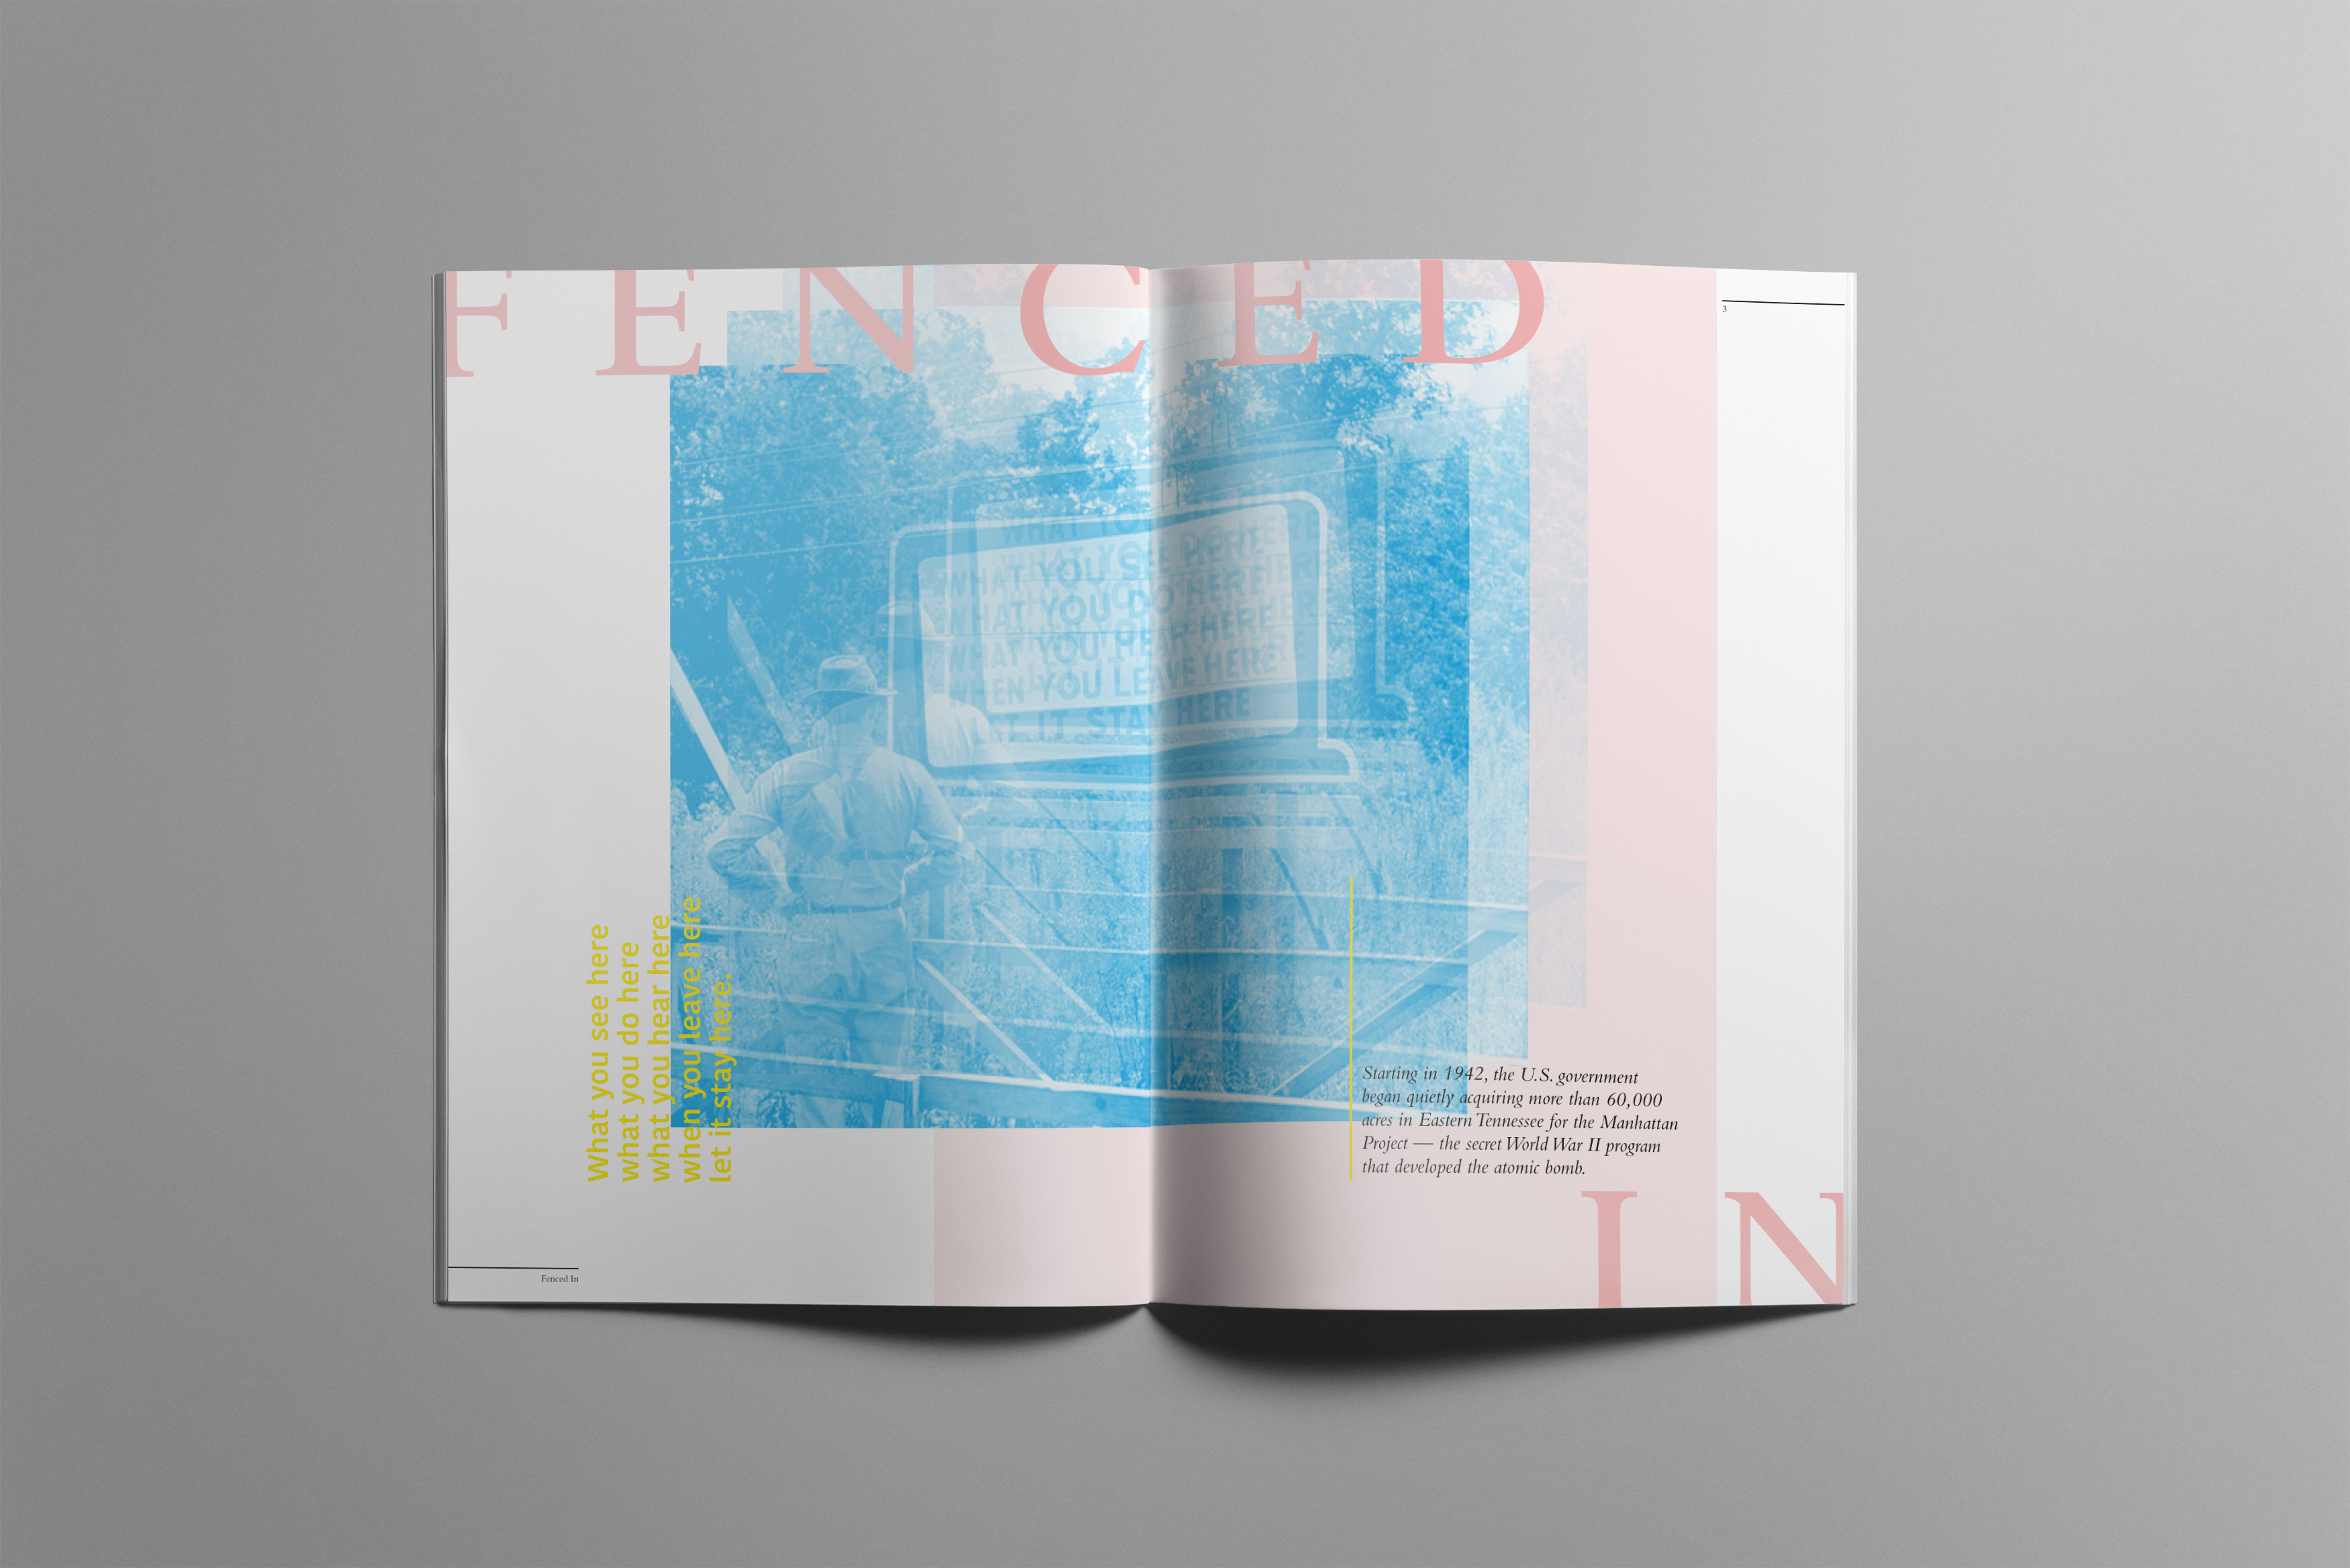 FENCED
3
WHAT YOU SEE HERE
WHAT YOU DO HERE
WHAT YOU HEAR HERE
WHEN YOU LEAVE HERE
IT STAY HERE
What you see here
what you do here
what you hear here
when you leave here
let it stay here.
Starting in 1942, the U.S. government
began quietly acquiring more than 60,000
acres in Eastern Tennessee for the Manhattan
Project — the secret World War II program
that developed the atomic bomb.
IN
Fenced In